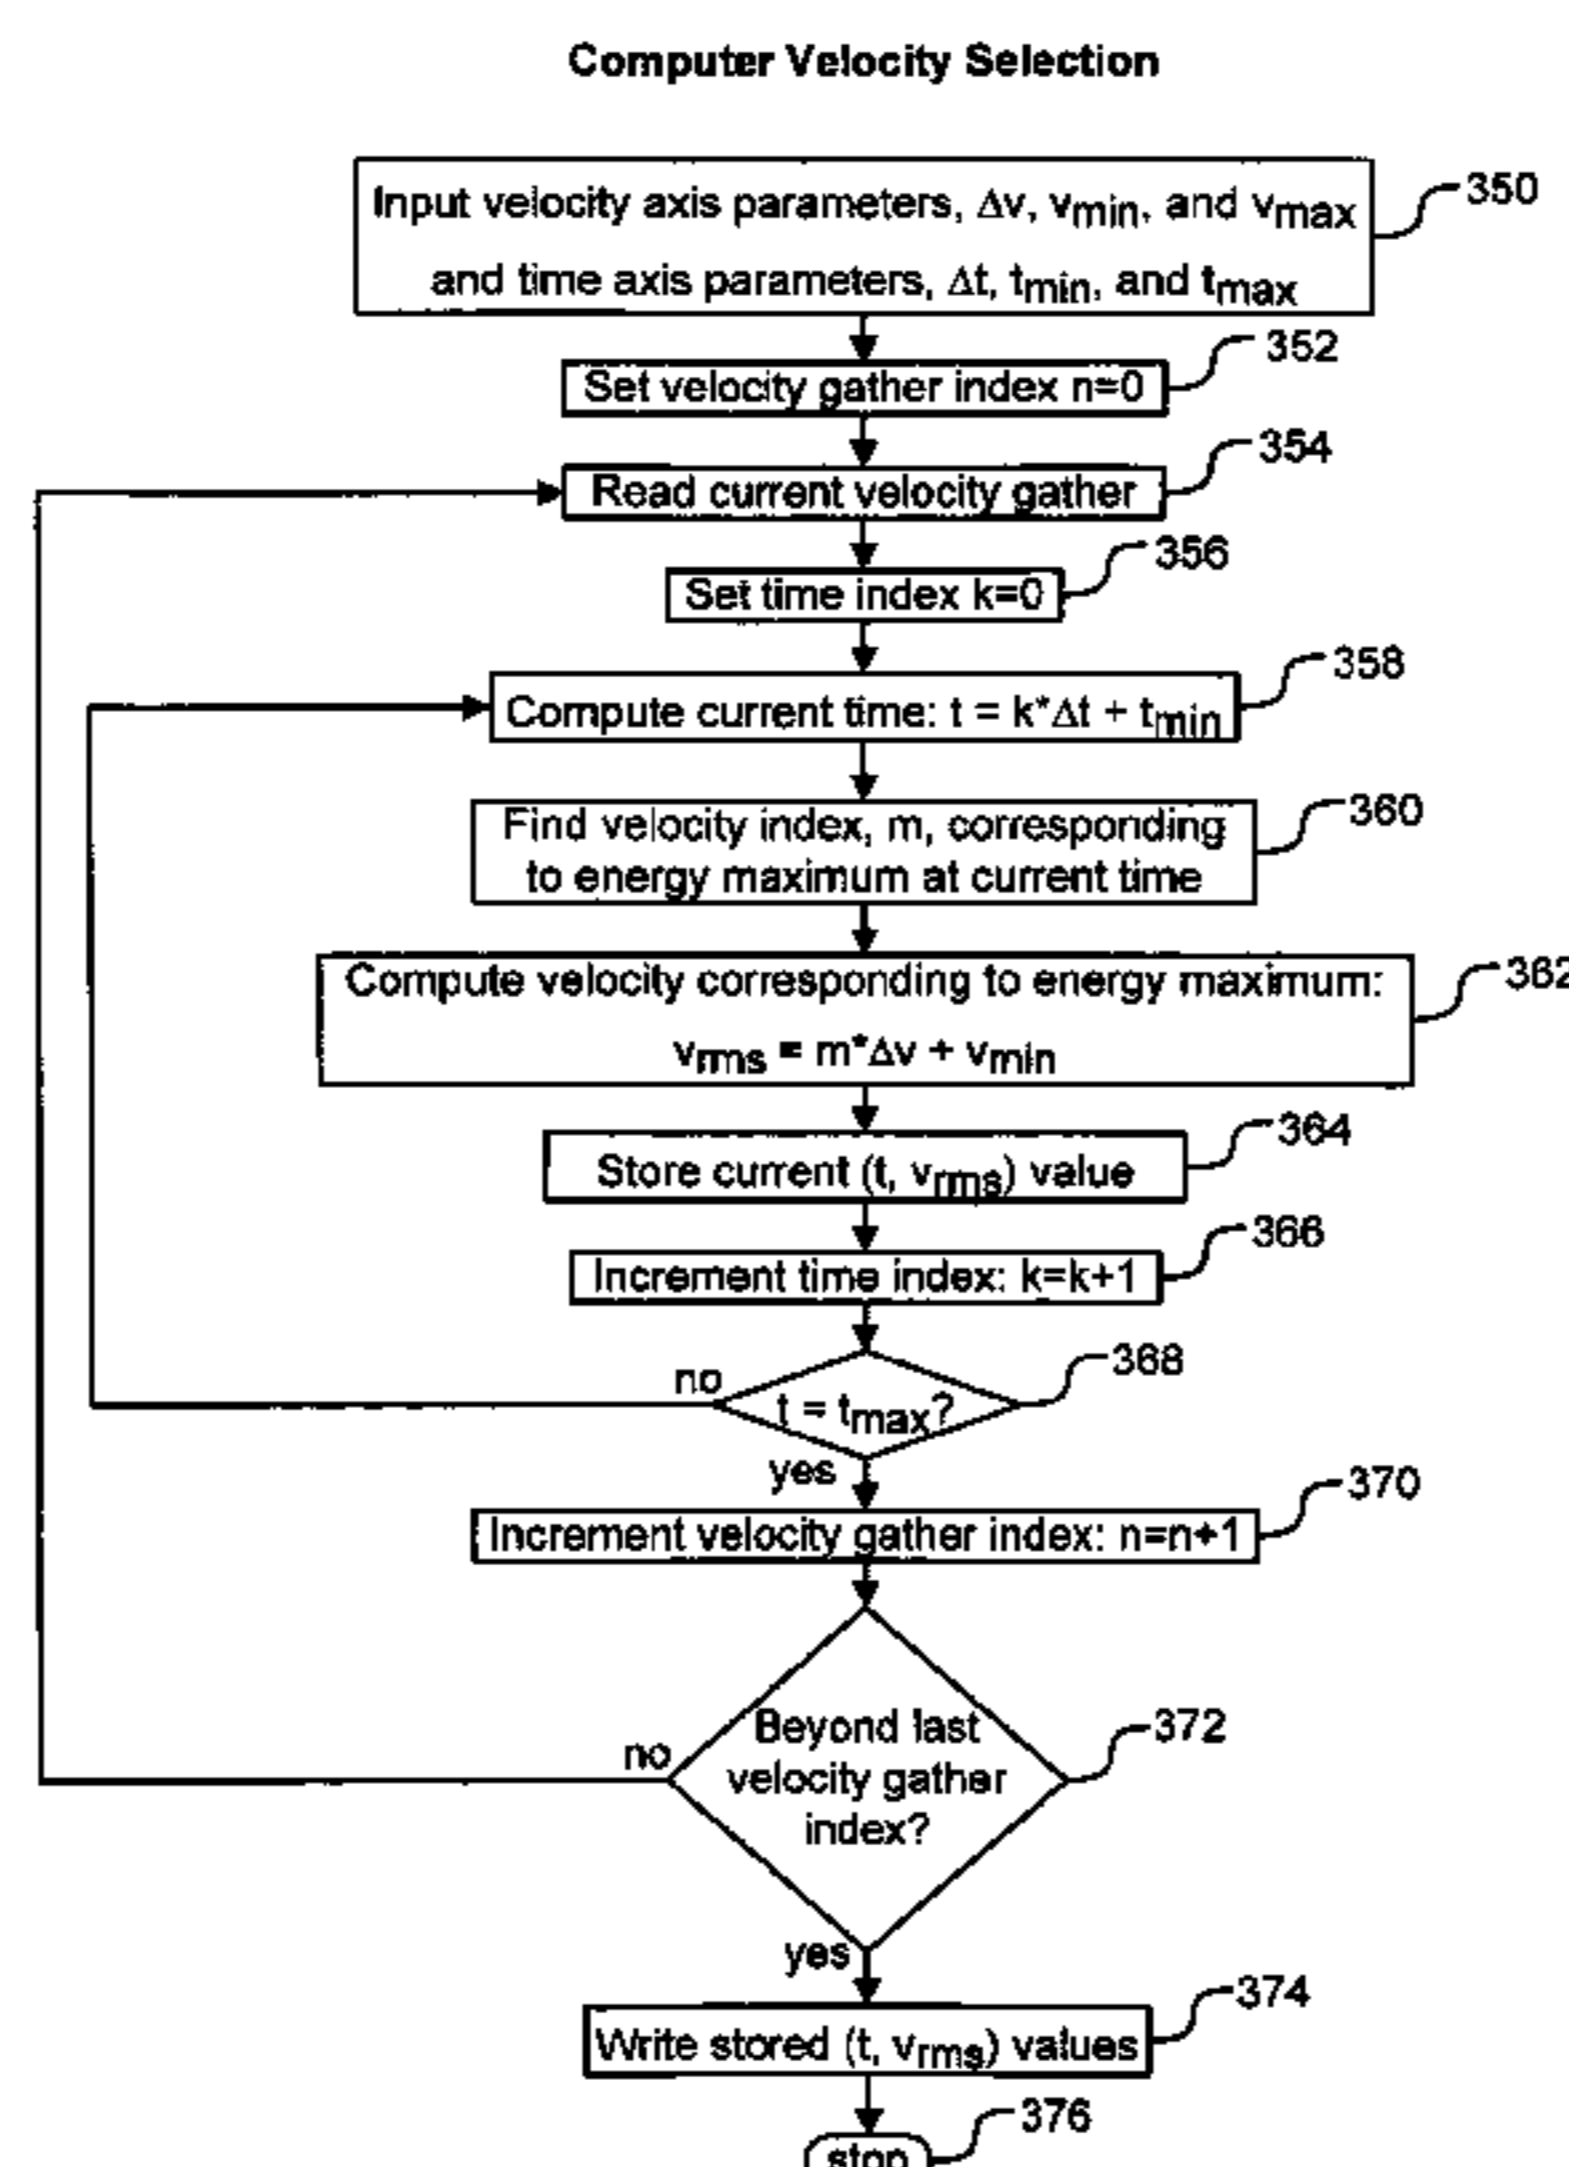 Computer Velocity Selection
Input velocity axis parameters, Δv, vmin, and vmax
and time axis parameters, Δt, tmin, and tmax
350
Set velocity gather index n=0
352
Read current velocity gather
354
Set time index k=0
356
Compute current time: t = k*Δt + tmin
358
Find velocity index, m, corresponding
to energy maximum at current time
360
Compute velocity corresponding to energy maximum:
vrms = m*Δv + vmin
362
Store current (t, vrms) value
364
Increment time index: k=k+1
366
t = tmax?
368
no
yes
Increment velocity gather index: n=n+1
370
Beyond last
velocity gather
index?
372
no
yes
Write stored (t, vrms) values
374
stop
376